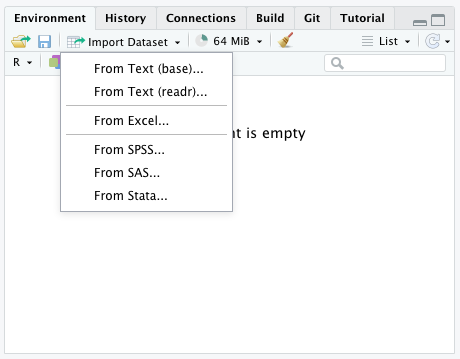 Environment History Connections Build Git Tutorial
Import Dataset 64 MiB List
R
From Text (base)...
From Text (readr)...
From Excel...
is empty
From SPSS...
From SAS...
From Stata...